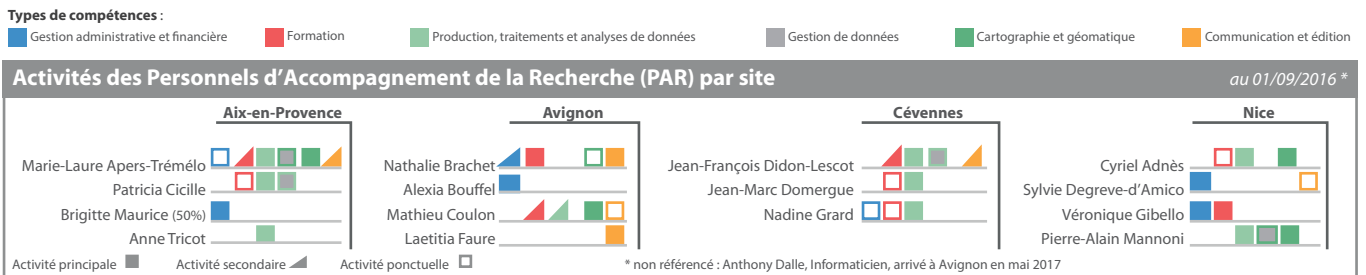 Types de compétences :
Gestion administrative et financière Formation Production, traitements et analyses de données Gestion de données Cartographie et géomatique Communication et édition
Activités des Personnels d'Accompagnement de la Recherche (PAR) par site au 01/09/2016 *
Aix-en-Provence
Marie-Laure Apers-Trémélo
Patricia Cicille
Brigitte Maurice (50%)
Anne Tricot
Avignon
Nathalie Brachet
Alexia Bouffel
Mathieu Coulon
Laetitia Faure
Cévennes
Jean-François Didon-Lescot
Jean-Marc Domergue
Nadine Grard
Nice
Cyriel Adnès
Sylvie Degreve-d'Amico
Véronique Gibello
Pierre-Alain Mannoni
Activité principale Activité secondaire Activité ponctuelle * non référencé : Anthony Dalle, Informaticien, arrivé à Avignon en mai 2017